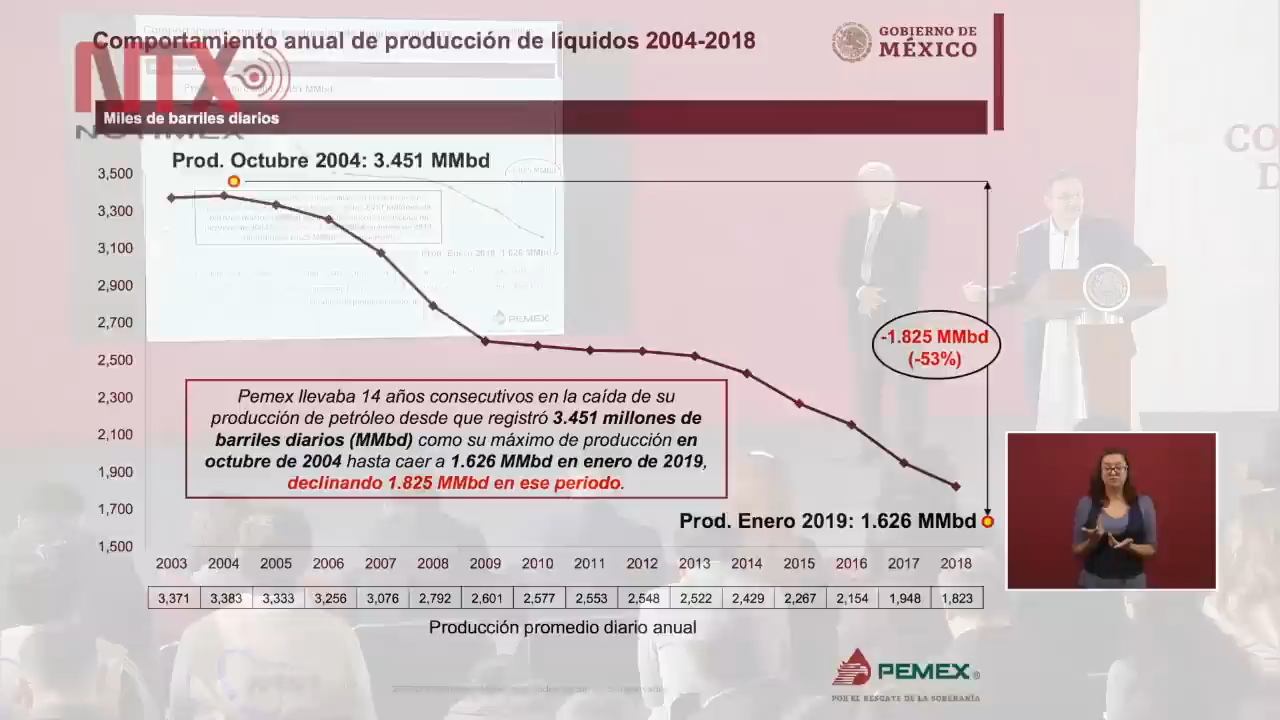 Comportamiento anual de producción de líquidos 2004-2018
GOBIERNO DE
MÉXICO
NTX
NOTIMEX
Miles de barriles diarios
Prod. Octubre 2004: 3.451 MMbd
3,500
3,300
3,100
2,900
2,700
2,500
2,300
2,100
1,900
1,700
1,500
-1.825 MMbd
(-53%)
Prod. Enero 2019: 1.626 MMbd
PEMEX
CO
D
Pemex llevaba 14 años consecutivos en la caída de su
producción de petróleo desde que registró 3.451 millones de
barriles diarios (MMbd) como su máximo de producción en
octubre de 2004 hasta caer a 1.626 MMbd en enero de 2019,
declinando 1.825 MMbd en ese periodo.
Prod. Enero 2019: 1.626 MMbd
2003 2004 2005 2006 2007 2008 2009 2010 2011 2012 2013 2014 2015 2016 2017 2018
3,371 3,383 3,333 3,256 3,076 2,792 2,601 2,577 2,553 2,548 2,522 2,429 2,267 2,154 1,948 1,823
Producción promedio diario anual
PEMEX®
POR EL RESCATE DE LA SOBERANÍA